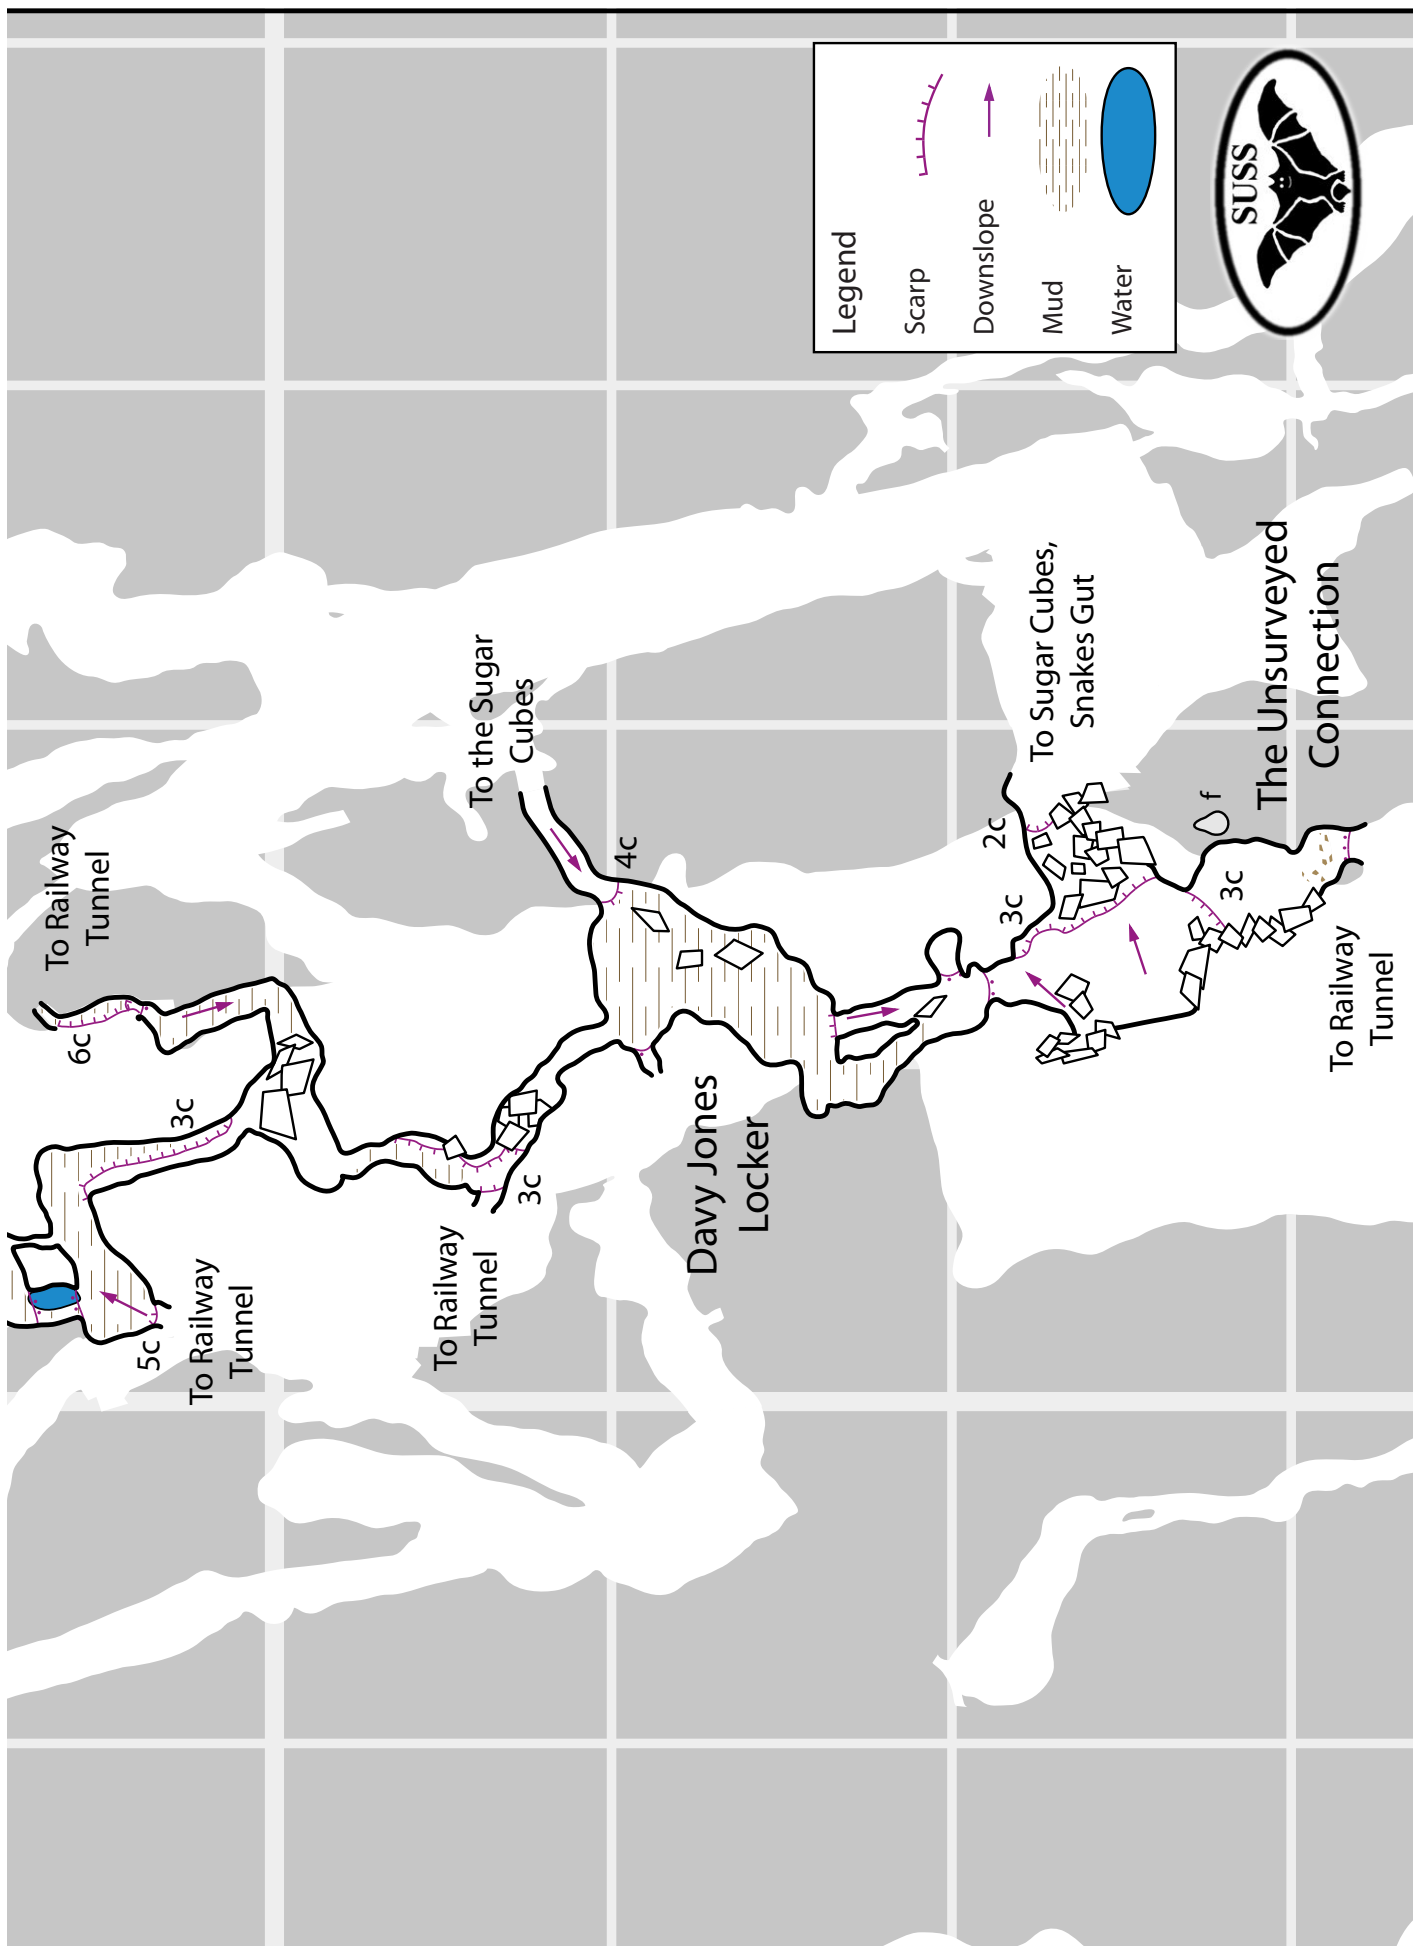 Legend
Scarp
Downslope
Mud
Water
SUSS
To Railway
Tunnel
6c
3c
5c
To Railway
Tunnel
To Railway
Tunnel
3c
To the Sugar
Cubes
4c
Davy Jones
Locker
To Sugar Cubes,
Snakes Gut
2c
3c
f
3c
The Unsurveyed
Connection
To Railway
Tunnel